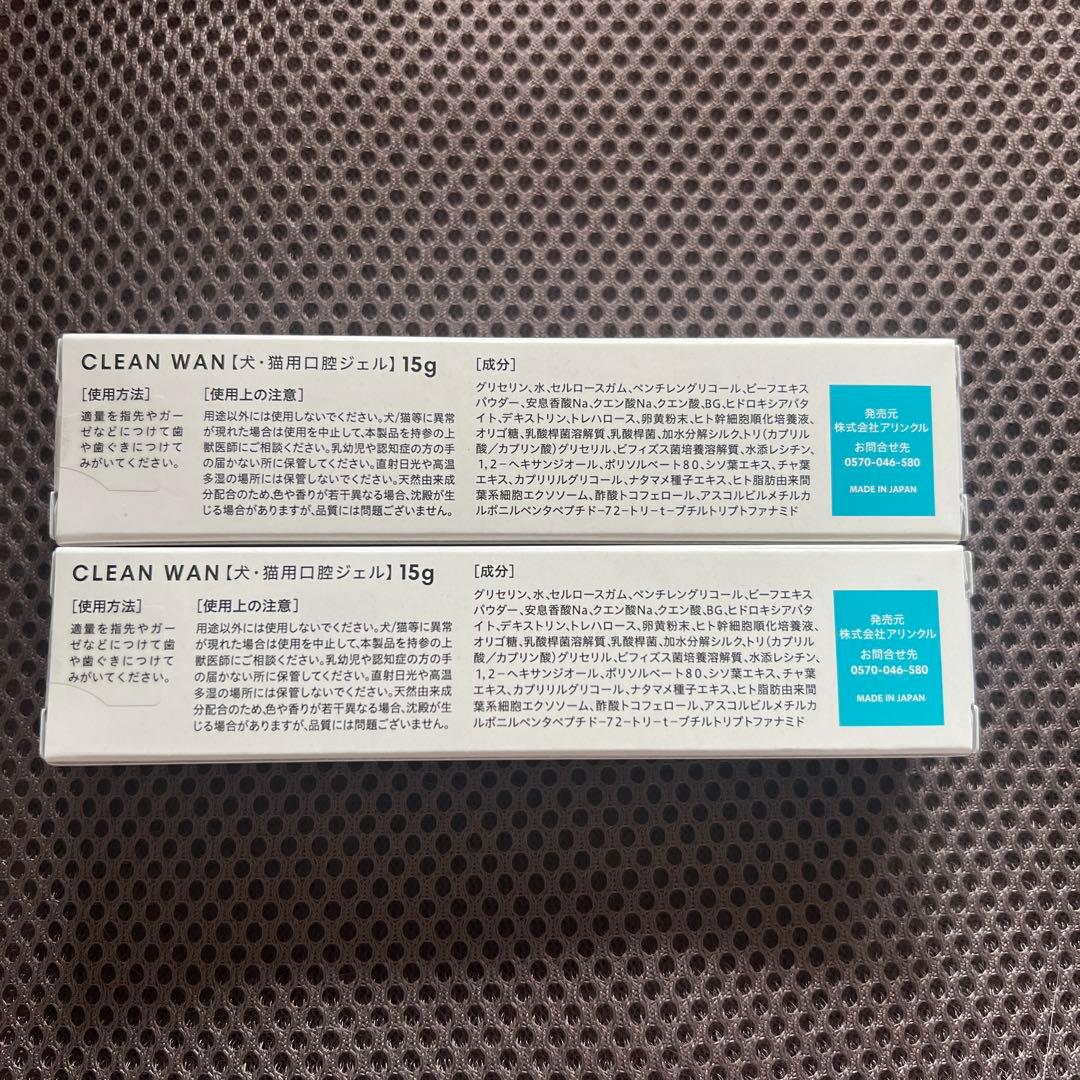 CLEAN WAN【犬・猫用口腔ジェル】15g
［使用方法］
適量を指先やガー
ゼなどにつけて歯
や歯ぐきにつけて
みがいてください。
［使用上の注意］
用途以外には使用しないでください。犬/猫等に異常
が現れた場合は使用を中止して、本製品を持参の上
獣医師にご相談ください。乳幼児や認知症の方の手
の届かない所に保管してください。直射日光や高温
多湿の場所には保管しないでください。天然由来成
分配合のため、色や香りが若干異なる場合、沈殿が生
じる場合がありますが、品質には問題ございません。
［成分］
グリセリン、水、セルロースガム、ペンチレングリコール、ビーフエキス
パウダー、安息香酸Na、クエン酸Na、クエン酸、BG、ヒドロキシアパタ
イト、デキストリン、トレハロース、卵黄粉末、ヒト幹細胞順化培養液、
オリゴ糖、乳酸桿菌溶解質、乳酸桿菌、加水分解シルク、トリ（カプリル
酸／カプリン酸）グリセリル、ビフィズス菌培養溶解質、水添レシチン、
1，2－ヘキサンジオール、ポリソルベート80、シソ葉エキス、チャ葉
エキス、カプリリルグリコール、ナタマメ種子エキス、ヒト脂肪由来間
葉系細胞エクソソーム、酢酸トコフェロール、アスコルビルメチルカ
ルボニルペンタペプチド－72－トリ－t－ブチルトリプトファナミド
発売元
株式会社アリンクル
お問合せ先
0570-046-580
MADE IN JAPAN
CLEAN WAN【犬・猫用口腔ジェル】15g
［使用方法］
適量を指先やガー
ゼなどにつけて歯
や歯ぐきにつけて
みがいてください。
［使用上の注意］
用途以外には使用しないでください。犬/猫等に異常
が現れた場合は使用を中止して、本製品を持参の上
獣医師にご相談ください。乳幼児や認知症の方の手
の届かない所に保管してください。直射日光や高温
多湿の場所には保管しないでください。天然由来成
分配合のため、色や香りが若干異なる場合、沈殿が生
じる場合がありますが、品質には問題ございません。
［成分］
グリセリン、水、セルロースガム、ペンチレングリコール、ビーフエキス
パウダー、安息香酸Na、クエン酸Na、クエン酸、BG、ヒドロキシアパタ
イト、デキストリン、トレハロース、卵黄粉末、ヒト幹細胞順化培養液、
オリゴ糖、乳酸桿菌溶解質、乳酸桿菌、加水分解シルク、トリ（カプリル
酸／カプリン酸）グリセリル、ビフィズス菌培養溶解質、水添レシチン、
1，2－ヘキサンジオール、ポリソルベート80、シソ葉エキス、チャ葉
エキス、カプリリルグリコール、ナタマメ種子エキス、ヒト脂肪由来間
葉系細胞エクソソーム、酢酸トコフェロール、アスコルビルメチルカ
ルボニルペンタペプチド－72－トリ－t－ブチルトリプトファナミド
発売元
株式会社アリンクル
お問合せ先
0570-046-580
MADE IN JAPAN